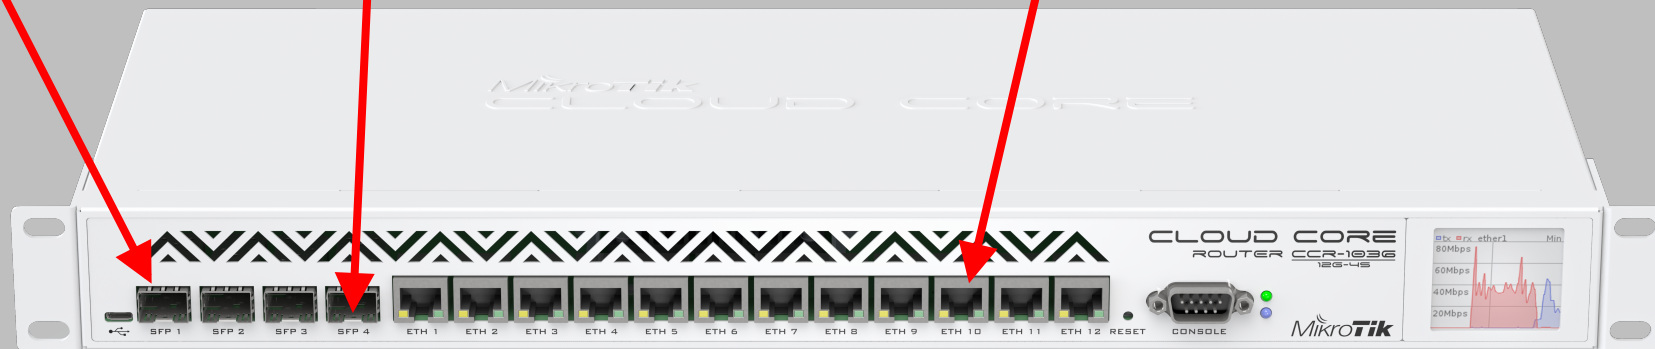 MikroTik
CLOUD CORE
CLOUD CORE
ROUTER CCR-1036
12G-4S
tx rx ether1 Min
80Mbps
60Mbps
40Mbps
20Mbps
SFP 1 SFP 2 SFP 3 SFP 4 ETH 1 ETH 2 ETH 3 ETH 4 ETH 5 ETH 6 ETH 7 ETH 8 ETH 9 ETH 10 ETH 11 ETH 12 RESET CONSOLE
MikroTik